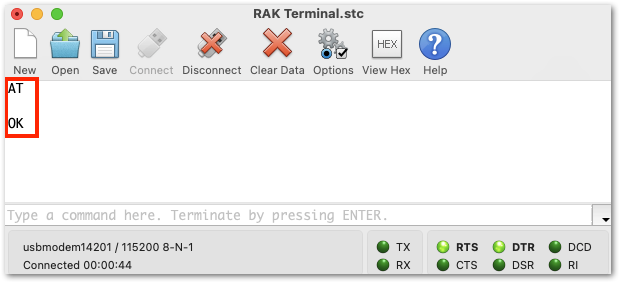 RAK Terminal.stc
New Open Save Connect Disconnect Clear Data Options HEX View Hex Help
AT
OK
Type a command here. Terminate by pressing ENTER.
usbmodem14201 / 115200 8-N-1
Connected 00:00:44
TX RTS DTR DCD
RX CTS DSR RI